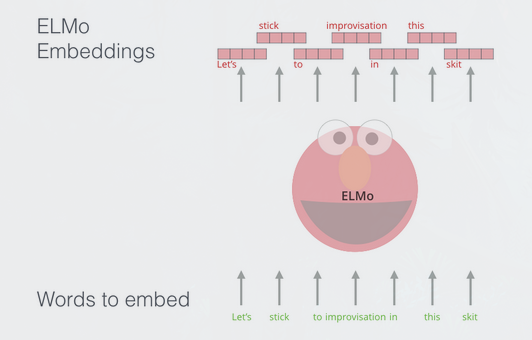 ELMo
Embeddings
stick improvisation this
Let's to in skit
ELMo
Words to embed
Let's stick to improvisation in this skit